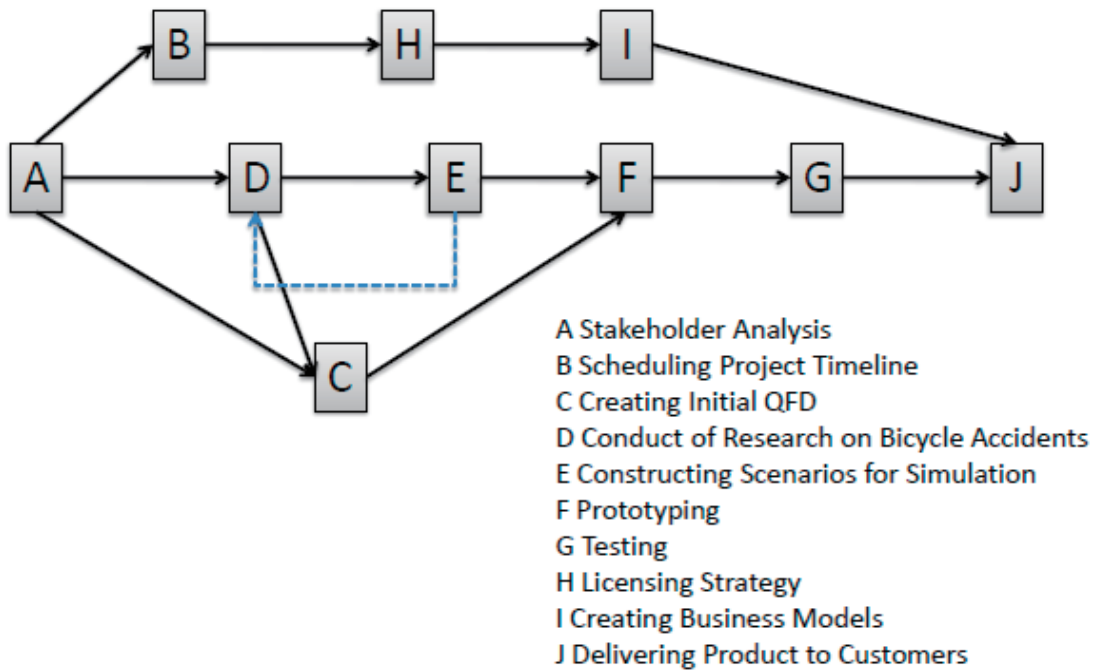 B H I
A D E F G J
C
A Stakeholder Analysis
B Scheduling Project Timeline
C Creating Initial QFD
D Conduct of Research on Bicycle Accidents
E Constructing Scenarios for Simulation
F Prototyping
G Testing
H Licensing Strategy
I Creating Business Models
J Delivering Product to Customers